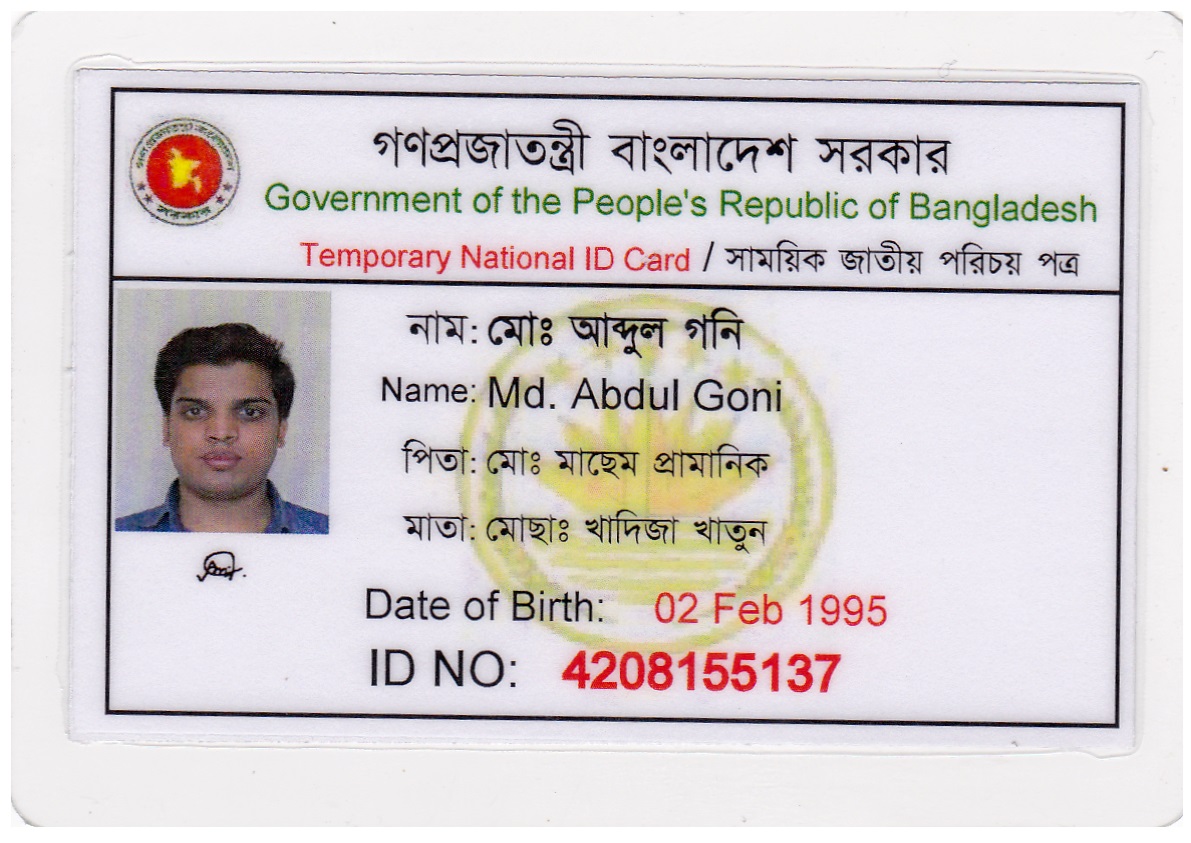 গণপ্রজাতন্ত্রী বাংলাদেশ সরকার
Government of the People's Republic of Bangladesh
Temporary National ID Card / সাময়িক জাতীয় পরিচয় পত্র
নাম: মোঃ আব্দুল গনি
Name: Md. Abdul Goni
পিতা: মোঃ মাছেম প্রামানিক
মাতা: মোছাঃ খাদিজা খাতুন
Date of Birth: 02 Feb 1995
ID NO: 4208155137